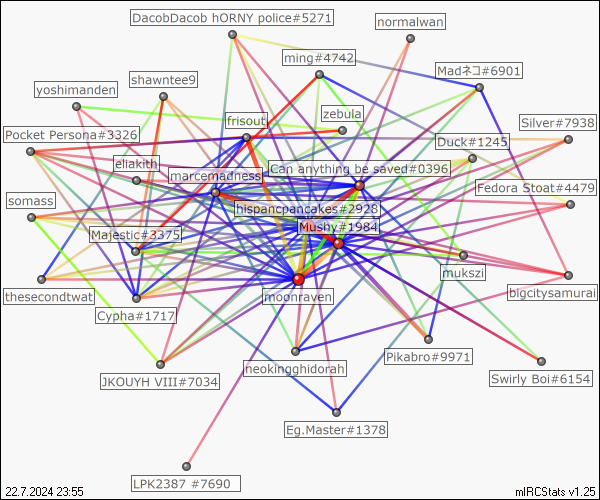 DacobDacob hORNY police#5271
normalwan
ming#4742
Madネコ#6901
shawntee9
yoshimanden
zebula
frisout
Silver#7938
Pocket Persona#3326
Duck#1245
ellakith
Can anything be saved#0396
marcemadness
Fedora Stoat#4479
somass
hispancpancakes#2928
Mushy#1984
Majestic#3375
mukszi
thesecondtwat
moonraven
bigcitysamurai
Cypha#1717
Pikabro#9971
neokingghidorah
JKOUYH VIII#7034
Swirly Boi#6154
Eg.Master#1378
LPK2387 #7690
22.7.2024 23:55
mIRCStats v1.25